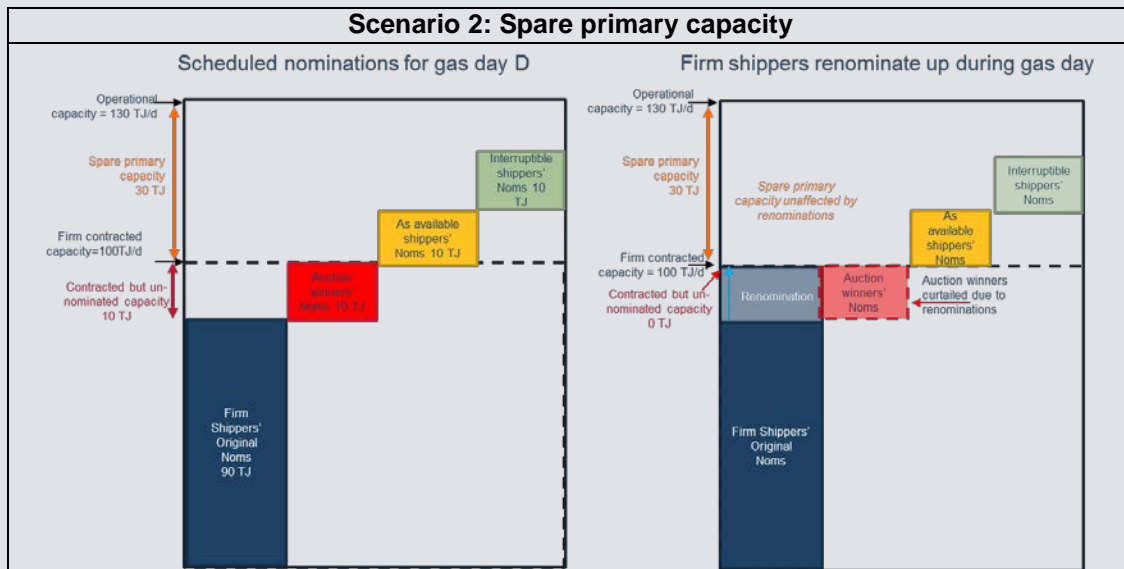 Scenario 2: Spare primary capacity
Scheduled nominations for gas day D
Operational
capacity = 130 TJ/d
Spare primary
capacity
30 TJ
Firm contracted
capacity=100TJ/d
Contracted but un-
nominated capacity
10 TJ
Interruptible
shippers'
Noms 10
TJ
As available
shippers'
Noms 10 TJ
Auction
winners'
Noms 10 TJ
Firm
Shippers'
Original
Noms
90 TJ
Firm shippers renominate up during gas day
Operational
capacity = 130 TJ/d
Spare primary
capacity
30 TJ
Spare primary
capacity unaffected by
renominations
Interruptible
shippers'
Noms
As
available
shippers'
Noms
Firm contracted
capacity = 100 TJ/d
Contracted but un-
nominated capacity
0 TJ
Renomination
Auction
winners'
Noms
Auction winners
curtailed due to
renominations
Firm Shippers'
Original
Noms